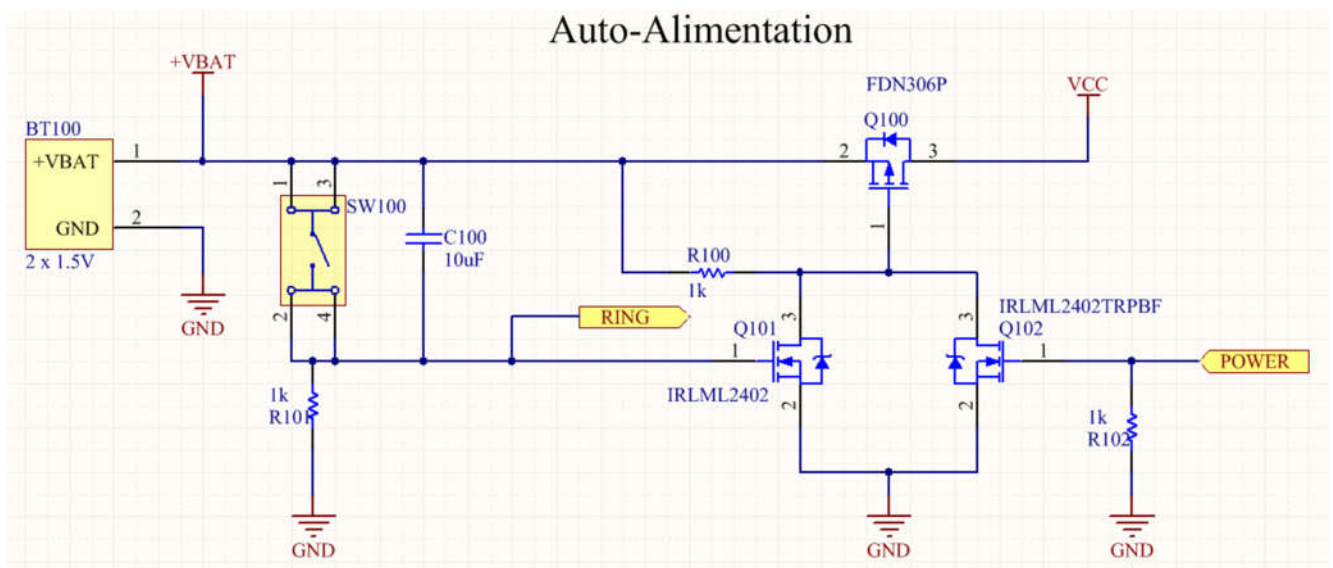 Auto-Alimentation
+VBAT
FDN306P
VCC
BT100
Q100
+VBAT
1
2
3
1
3
SW100
GND
2
C100
10uF
1
2 x 1.5V
R100
1k
GND
RING
IRLML2402TRPBF
2
4
Q101
3
3
Q102
1
1
POWER
IRLML2402
1k
R101
2
2
1k
R102
GND
GND
GND